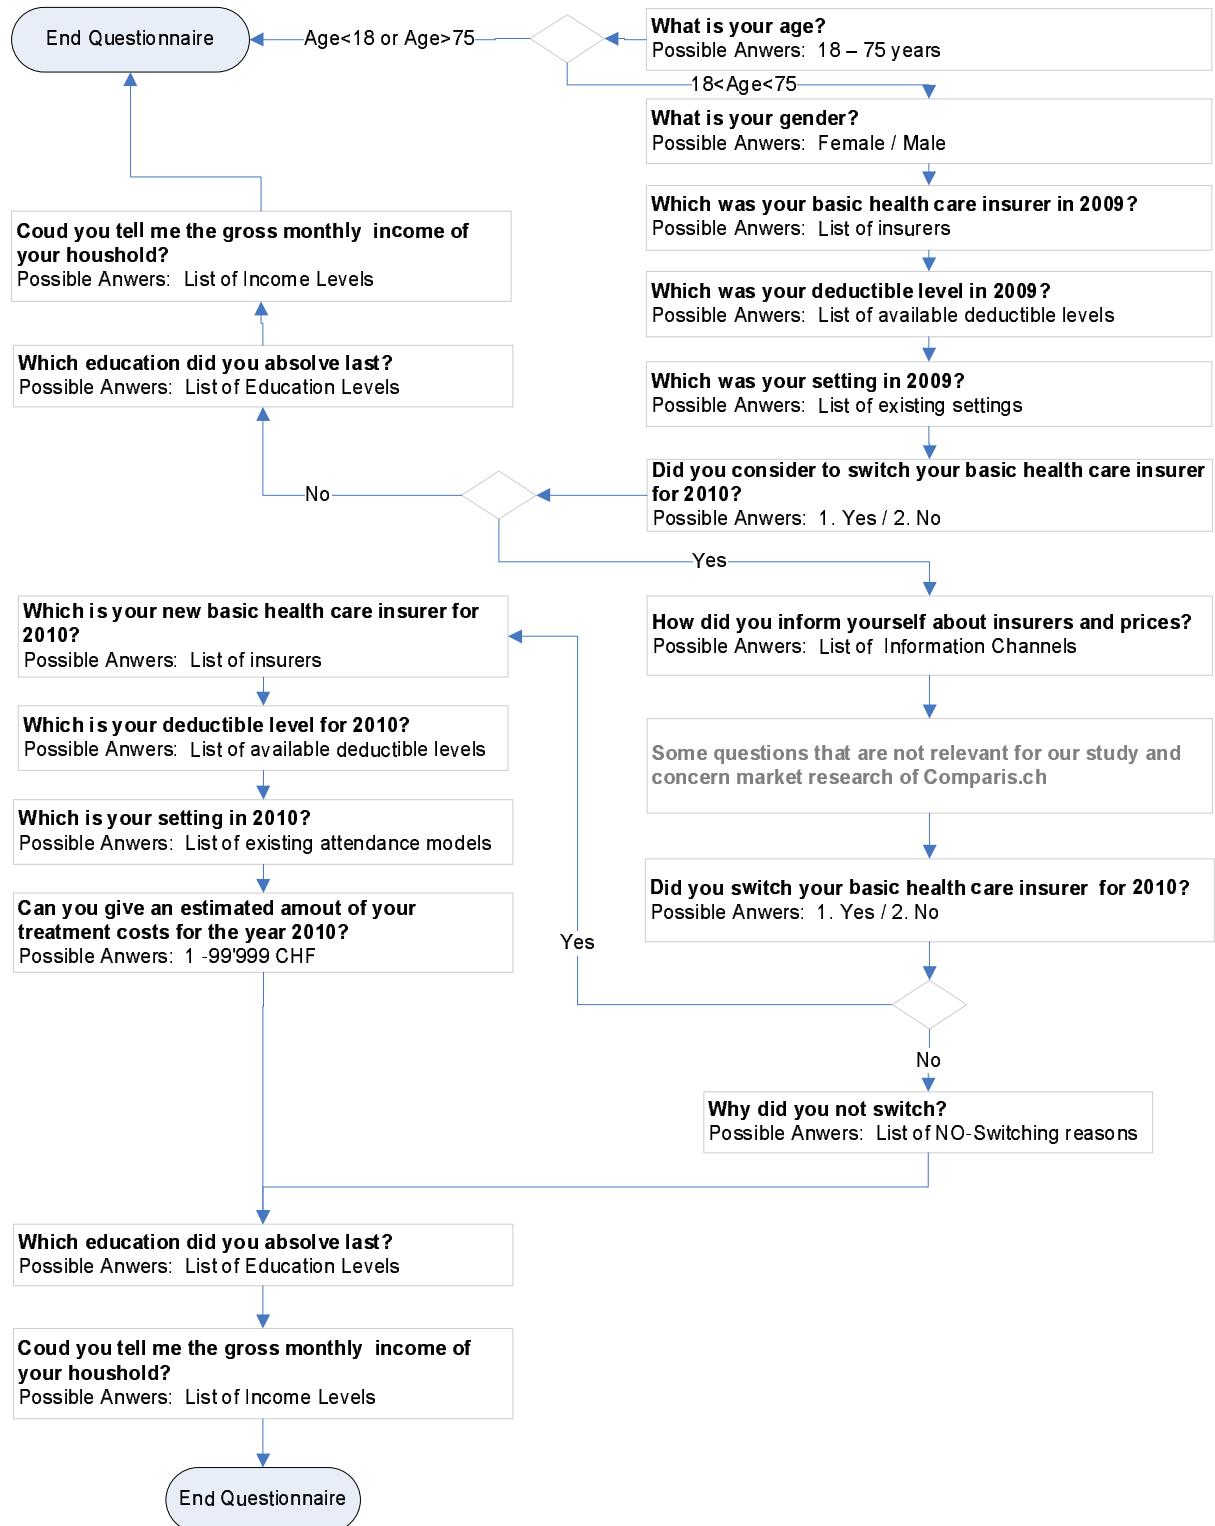 End Questionnaire
Age<18 or Age>75
What is your age?
Possible Anwers: 18 – 75 years
18<Age<75
What is your gender?
Possible Anwers: Female / Male
Which was your basic health care insurer in 2009?
Possible Anwers: List of insurers
Which was your deductible level in 2009?
Possible Anwers: List of available deductible levels
Which was your setting in 2009?
Possible Anwers: List of existing settings
Did you consider to switch your basic health care insurer
for 2010?
Possible Anwers: 1. Yes / 2. No
Coud you tell me the gross monthly income of
your houshold?
Possible Anwers: List of Income Levels
Which education did you absolve last?
Possible Anwers: List of Education Levels
No
Yes
How did you inform yourself about insurers and prices?
Possible Anwers: List of Information Channels
Some questions that are not relevant for our study and
concern market research of Comparis.ch
Did you switch your basic health care insurer for 2010?
Possible Anwers: 1. Yes / 2. No
Yes
No
Which is your new basic health care insurer for
2010?
Possible Anwers: List of insurers
Which is your deductible level for 2010?
Possible Anwers: List of available deductible levels
Which is your setting in 2010?
Possible Anwers: List of existing attendance models
Can you give an estimated amout of your
treatment costs for the year 2010?
Possible Anwers: 1 -99'999 CHF
Why did you not switch?
Possible Anwers: List of NO-Switching reasons
Which education did you absolve last?
Possible Anwers: List of Education Levels
Coud you tell me the gross monthly income of
your houshold?
Possible Anwers: List of Income Levels
End Questionnaire